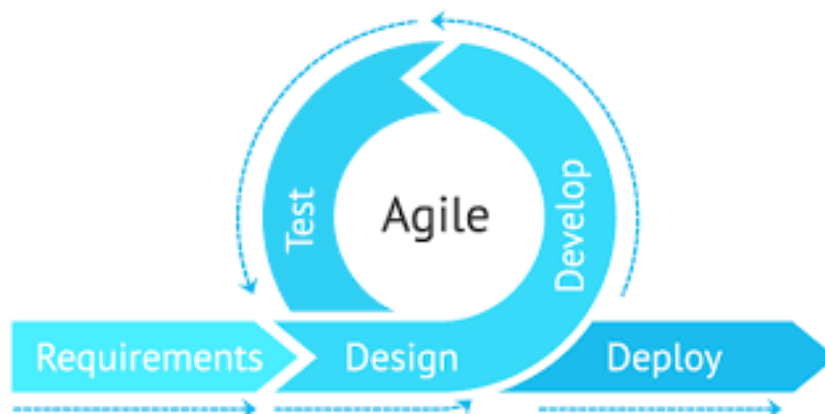 Agile
Test
Develop
Requirements
Design
Deploy